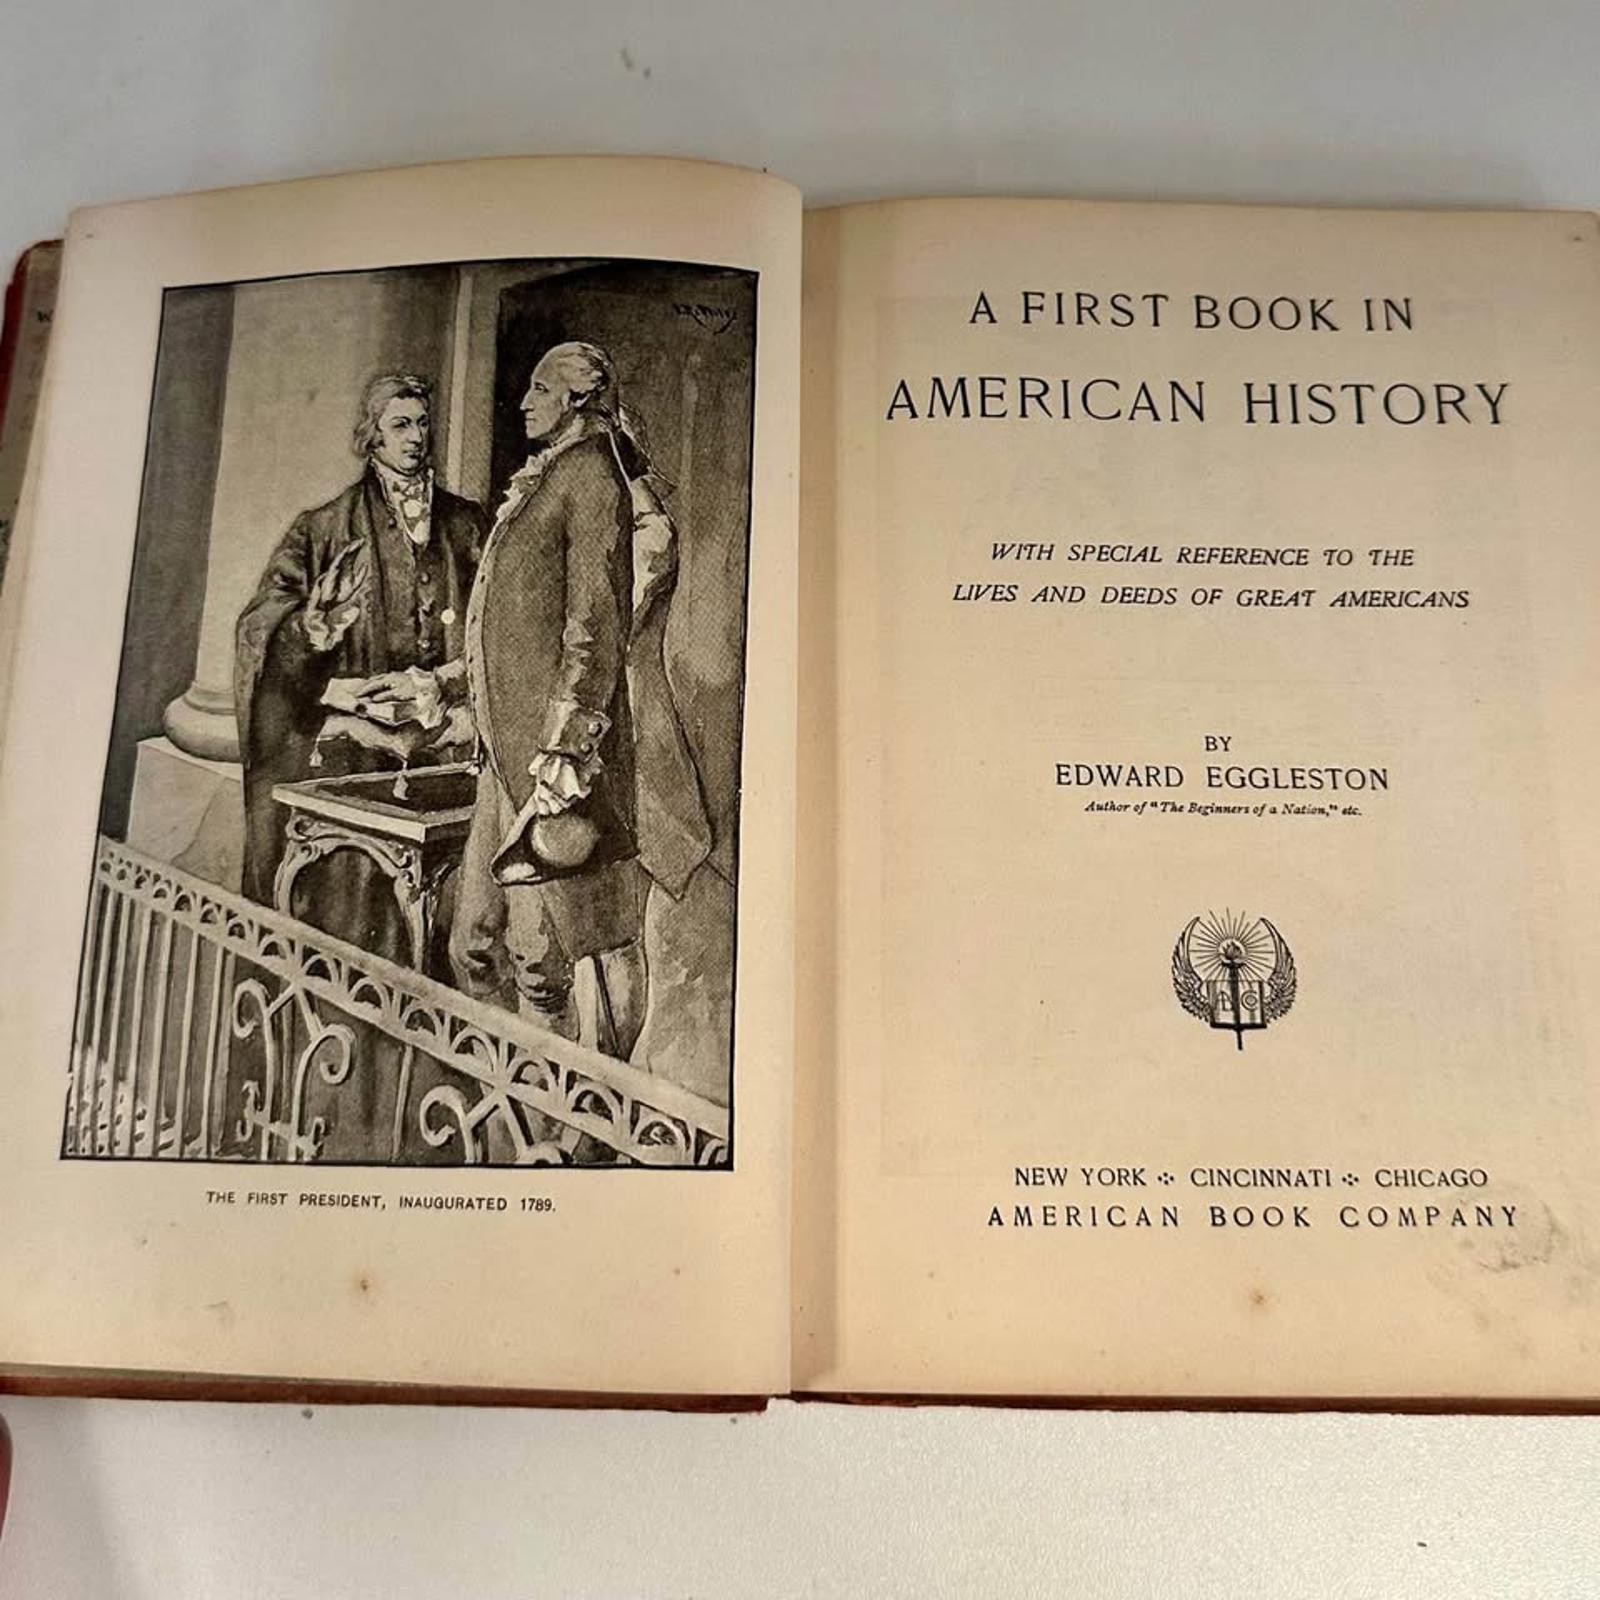 THE FIRST PRESIDENT, INAUGURATED 1789.
A FIRST BOOK IN
AMERICAN HISTORY
WITH SPECIAL REFERENCE TO THE
LIVES AND DEEDS OF GREAT AMERICANS
BY
EDWARD EGGLESTON
Author of "The Beginners of a Nation," etc.
ABC
NEW YORK ⁘ CINCINNATI ⁘ CHICAGO
AMERICAN BOOK COMPANY